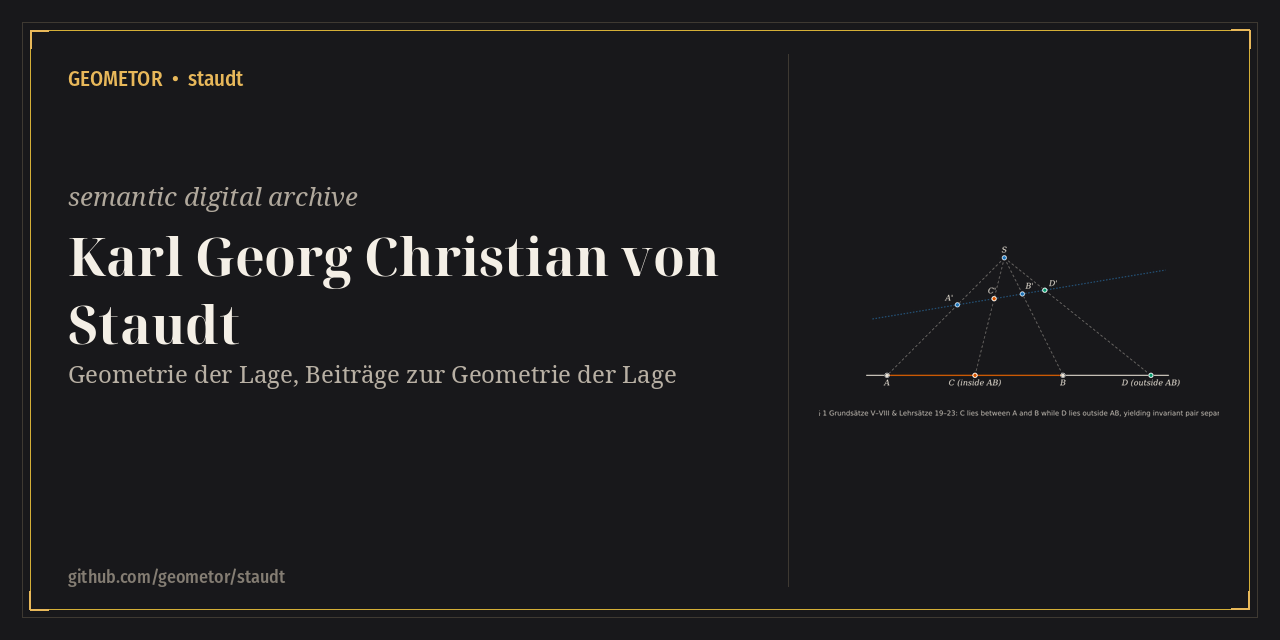 GEOMETOR • staudt
semantic digital archive
Karl Georg Christian von
Staudt
Geometrie der Lage, Beiträge zur Geometrie der Lage
github.com/geometor/staudt
S
A' C' B' D'
A C (inside AB) B D (outside AB)
1 Grundsätze V–VIII & Lehrsätze 19–23: C lies between A and B while D lies outside AB, yielding invariant pair